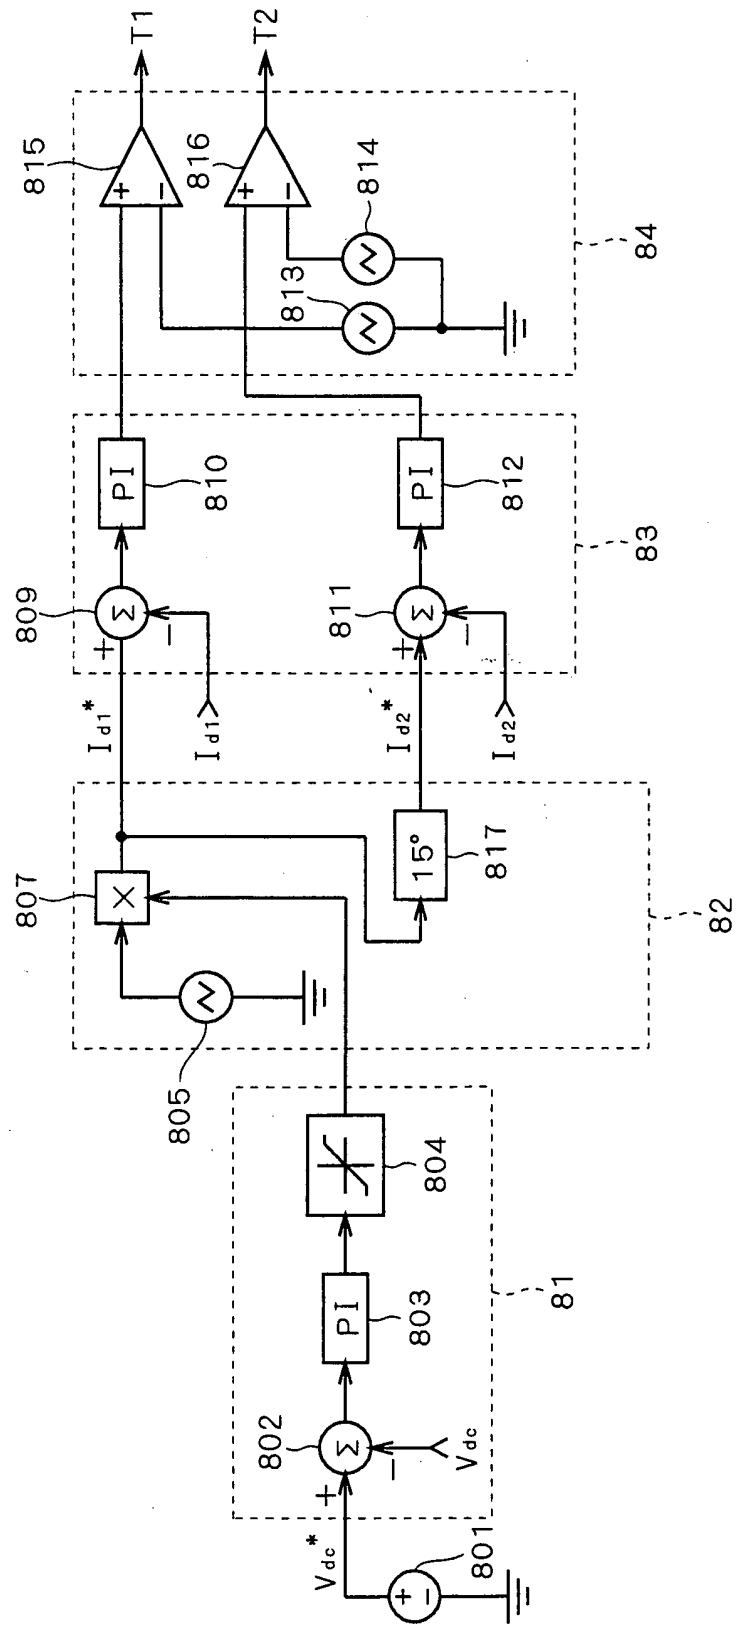 T1
T2
815
816
814
813
84
+
−
+
−
PI
810
PI
812
83
809
Σ
+
−
811
Σ
+
−
Id1*
Id1
Id2*
Id2
807
×
15°
817
82
805
804
PI
803
81
802
Σ
+
−
Vdc
Vdc*
+
−
801